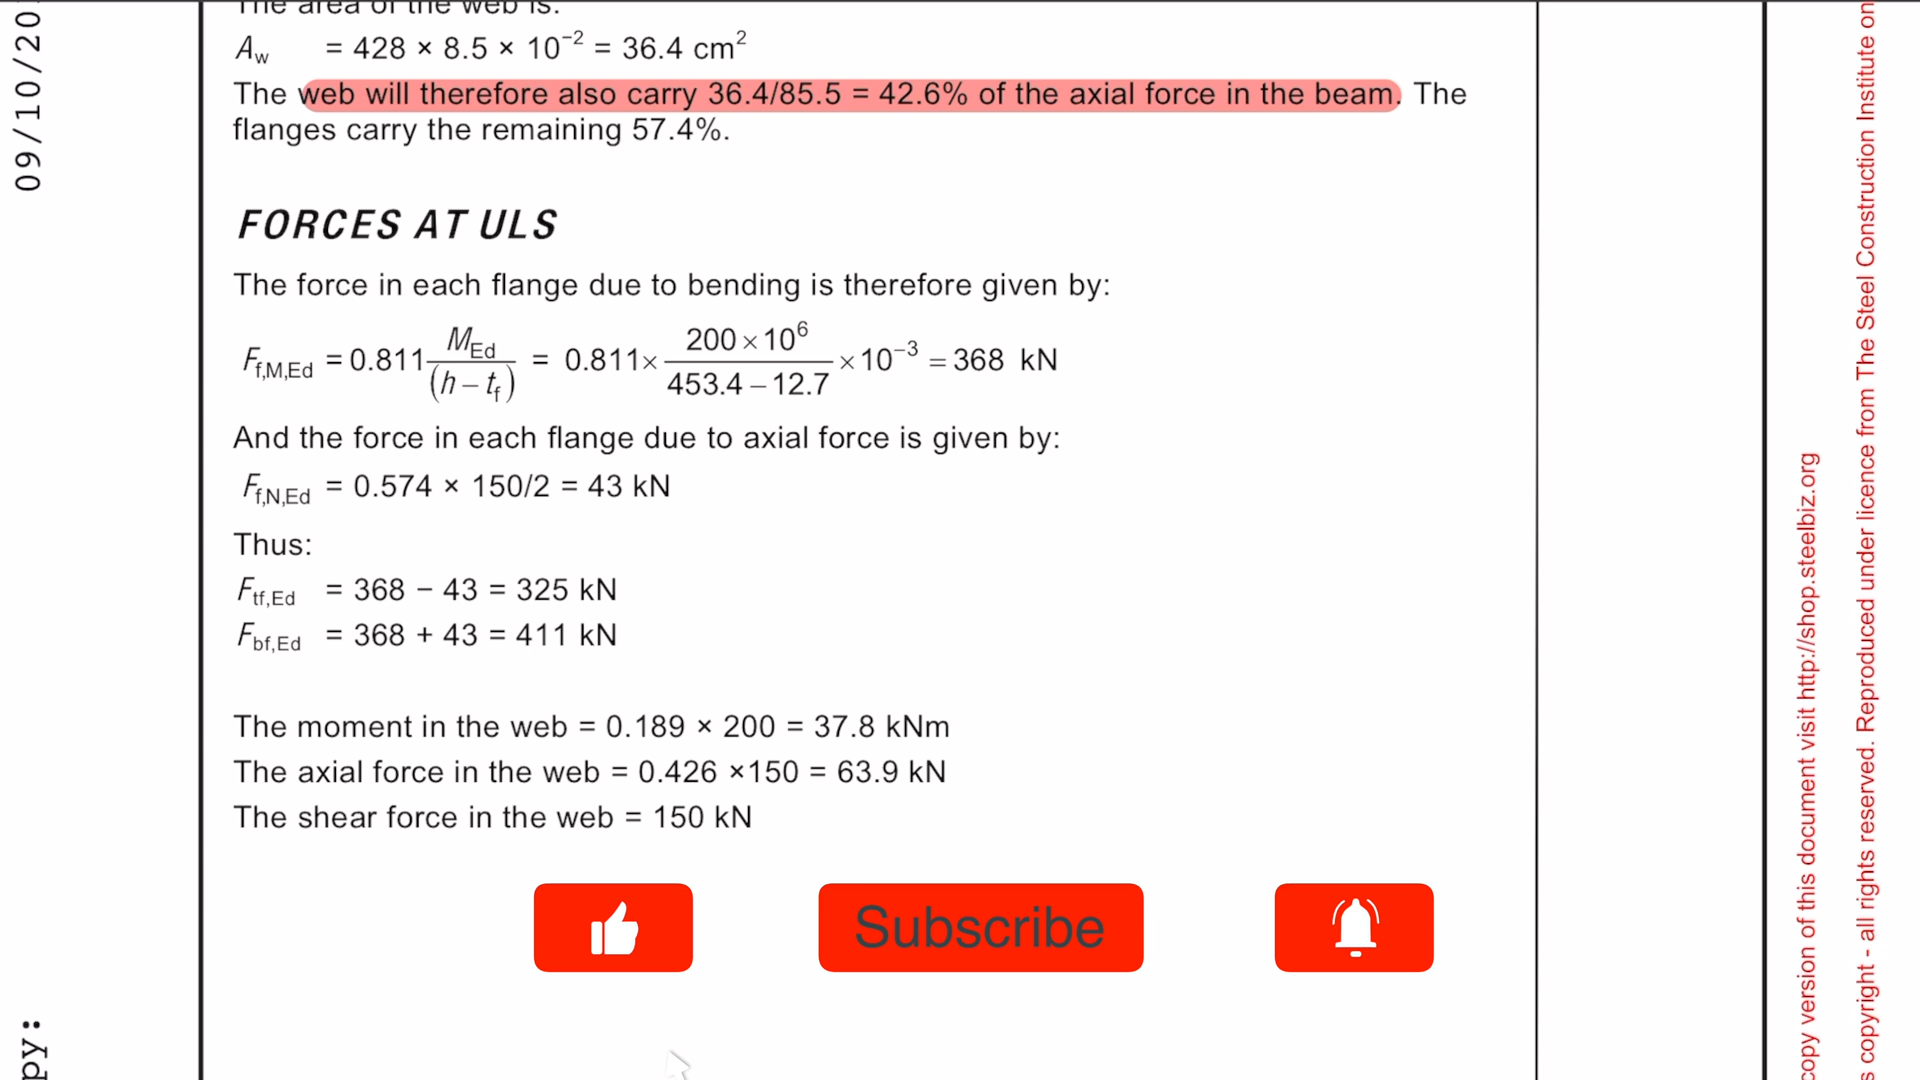 The area of the web is:
Aw = 428 × 8.5 × 10⁻² = 36.4 cm²
The web will therefore also carry 36.4/85.5 = 42.6% of the axial force in the beam. The
flanges carry the remaining 57.4%.
FORCES AT ULS
The force in each flange due to bending is therefore given by:
Ff,M,Ed = 0.811 MEd/(h – tf) = 0.811× 200×10⁶/453.4 – 12.7 ×10⁻³ = 368 kN
And the force in each flange due to axial force is given by:
Ff,N,Ed = 0.574 × 150/2 = 43 kN
Thus:
Ftf,Ed = 368 − 43 = 325 kN
Fbf,Ed = 368 + 43 = 411 kN
The moment in the web = 0.189 × 200 = 37.8 kNm
The axial force in the web = 0.426 ×150 = 63.9 kN
The shear force in the web = 150 kN
Subscribe
09/10/20
py:
copy version of this document visit http://shop.steelbiz.org
s copyright - all rights reserved. Reproduced under licence from The Steel Construction Institute on